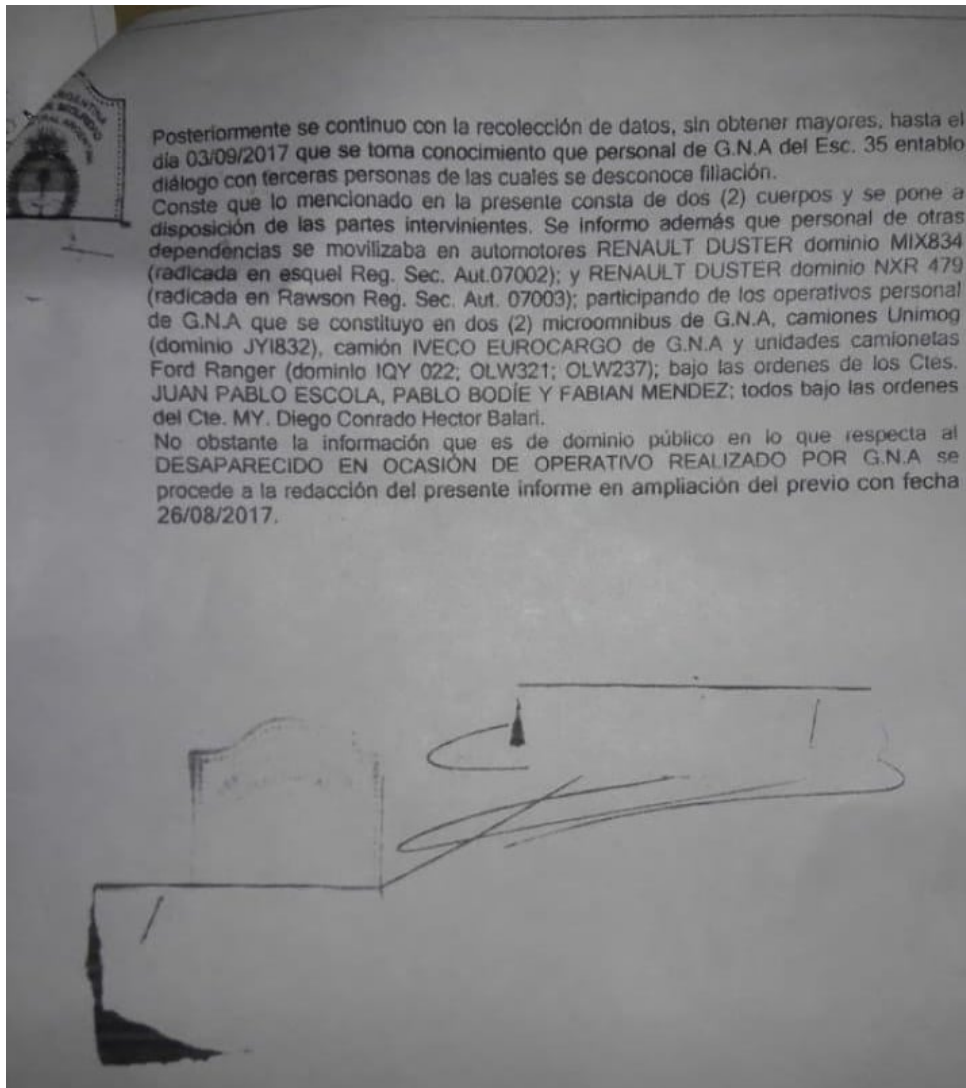 ARGENTINA
Posteriormente se continuo con la recolección de datos, sin obtener mayores, hasta el
día 03/09/2017 que se toma conocimiento que personal de G.N.A del Esc. 35 entablo
diálogo con terceras personas de las cuales se desconoce filiación.
Conste que lo mencionado en la presente consta de dos (2) cuerpos y se pone a
disposición de las partes intervinientes. Se informo además que personal de otras
dependencias se movilizaba en automotores RENAULT DUSTER dominio MIX834
(radicada en esquel Reg. Sec. Aut.07002); y RENAULT DUSTER dominio NXR 479
(radicada en Rawson Reg. Sec. Aut. 07003); participando de los operativos personal
de G.N.A que se constituyo en dos (2) microomnibus de G.N.A, camiones Unimog
(dominio JYI832), camión IVECO EUROCARGO de G.N.A y unidades camionetas
Ford Ranger (dominio IQY 022; OLW321; OLW237); bajo las ordenes de los Ctes.
JUAN PABLO ESCOLA, PABLO BODÍE Y FABIAN MENDEZ; todos bajo las ordenes
del Cte. MY. Diego Conrado Hector Balari.
No obstante la información que es de dominio público en lo que respecta al
DESAPARECIDO EN OCASIÓN DE OPERATIVO REALIZADO POR G.N.A se
procede a la redacción del presente informe en ampliación del previo con fecha
26/08/2017.